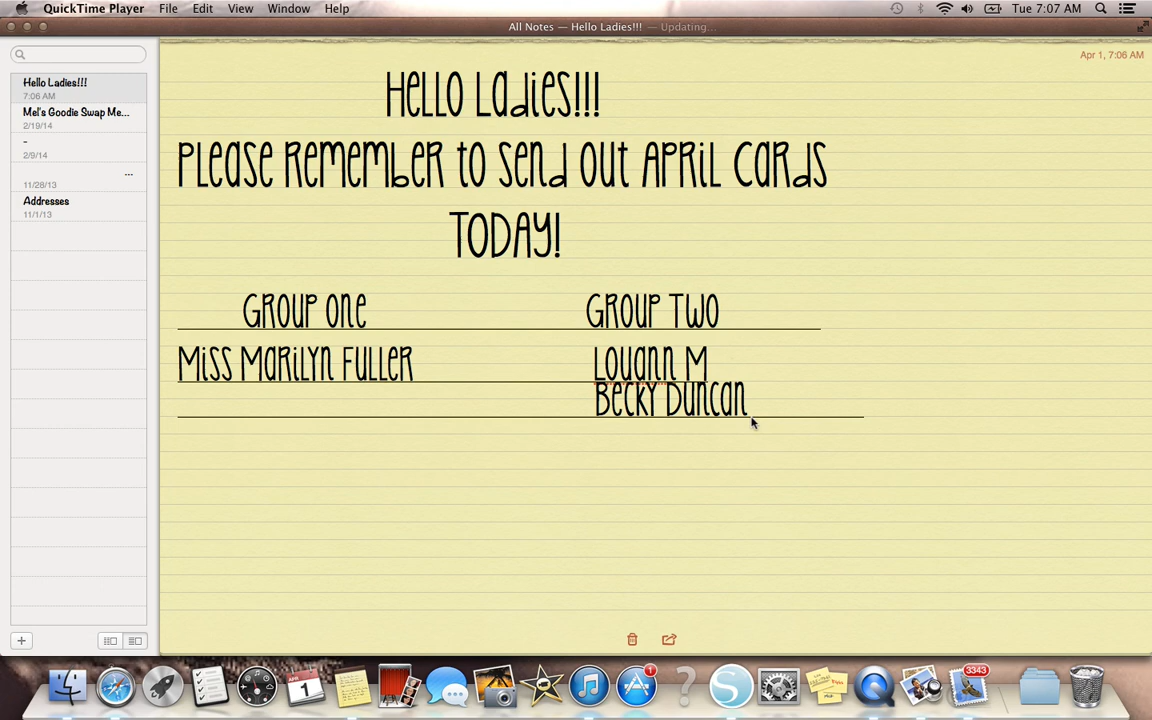 QuickTime Player File Edit View Window Help Tue 7:07 AM
All Notes — Hello Ladies!!! — Updating...
Apr 1, 7:06 AM
Hello Ladies!!!
7:06 AM
Mel's Goodie Swap Me...
2/19/14
-
2/9/14
...
11/28/13
Addresses
11/1/13
Hello Ladies!!!
Please Remember to send out April Cards
TODAY!
Group One Group Two
Miss Marilyn Fuller Louann M
Becky Duncan
APR
1
1
3343